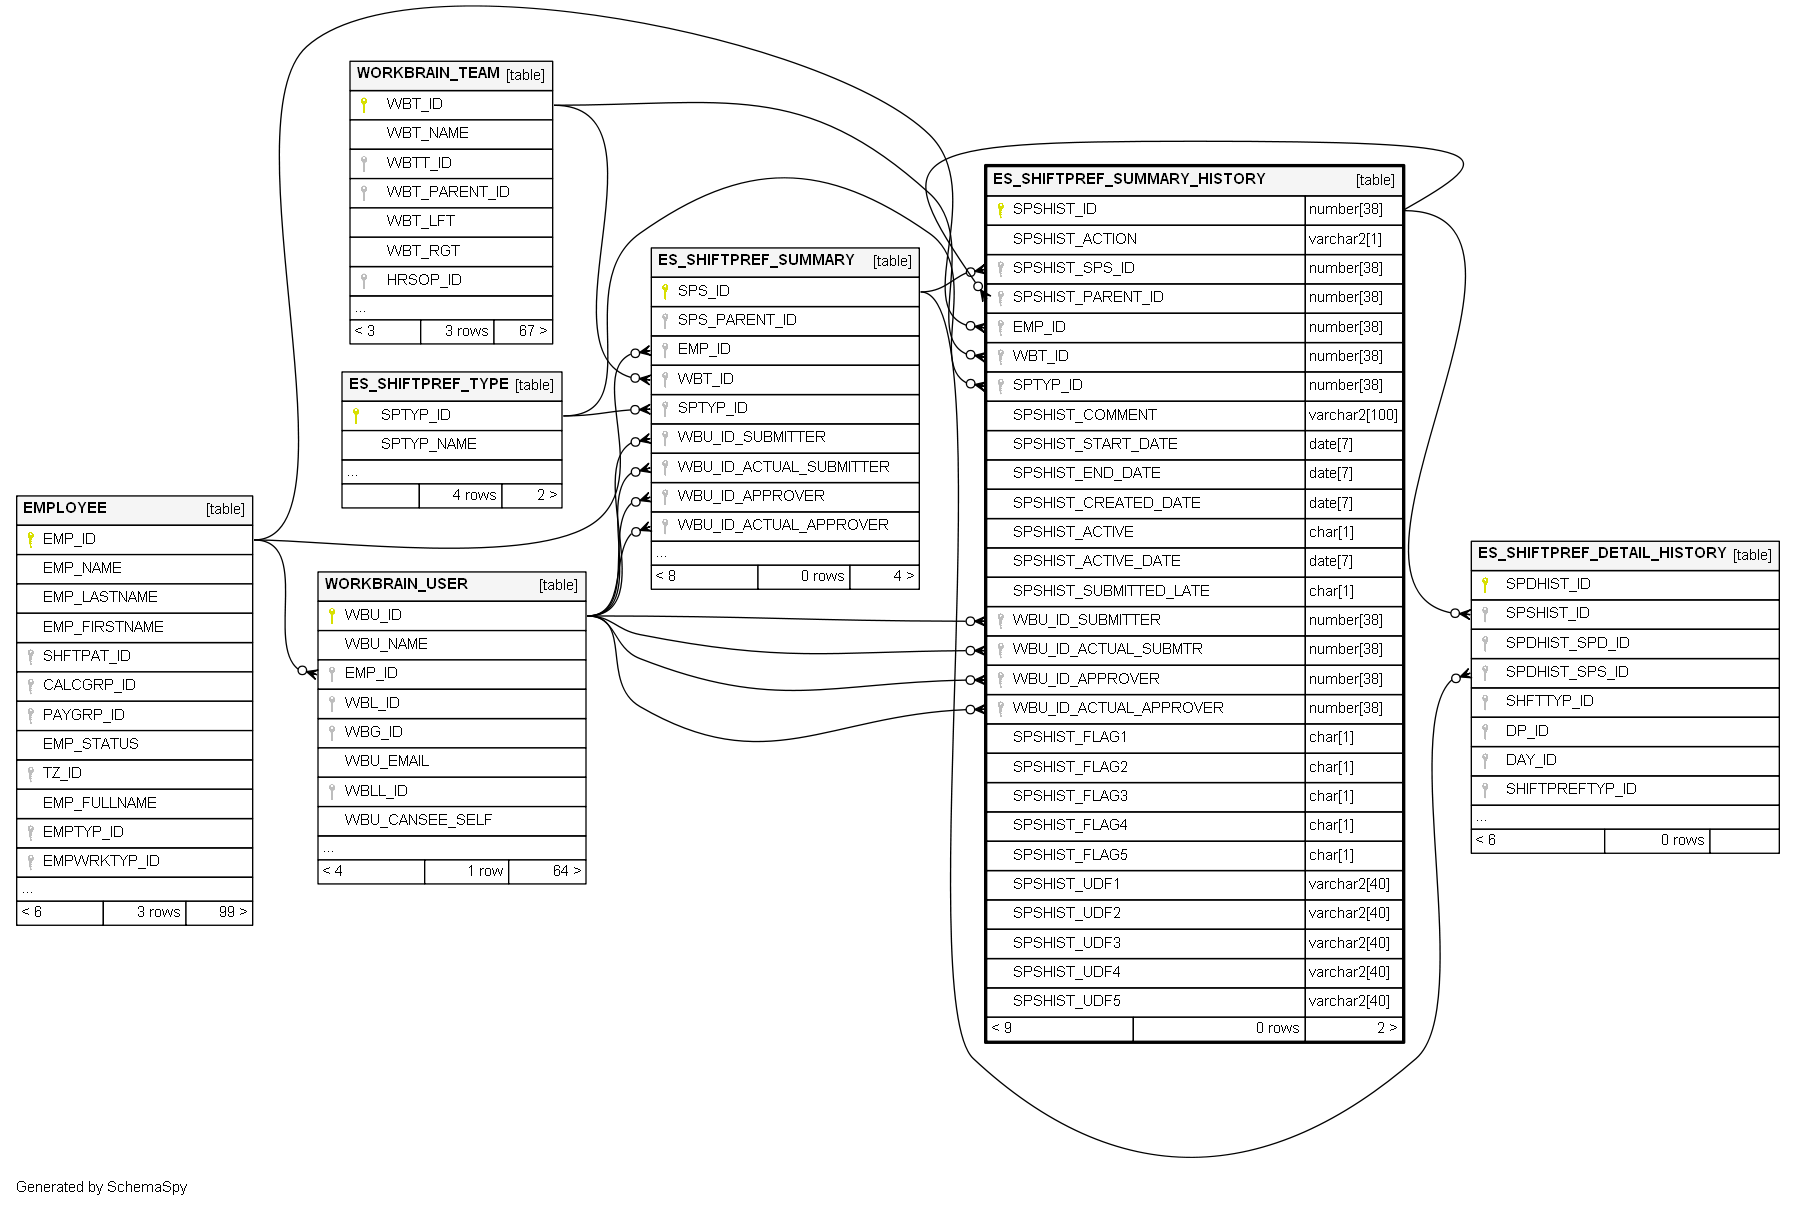 WORKBRAIN_TEAM [table]
WBT_ID
WBT_NAME
WBTT_ID
WBT_PARENT_ID
WBT_LFT
WBT_RGT
HRSOP_ID
...
< 3 3 rows 67 >
ES_SHIFTPREF_TYPE [table]
SPTYP_ID
SPTYP_NAME
...
4 rows 2 >
EMPLOYEE [table]
EMP_ID
EMP_NAME
EMP_LASTNAME
EMP_FIRSTNAME
SHFTPAT_ID
CALCGRP_ID
PAYGRP_ID
EMP_STATUS
TZ_ID
EMP_FULLNAME
EMPTYP_ID
EMPWRKTYP_ID
...
< 6 3 rows 99 >
WORKBRAIN_USER [table]
WBU_ID
WBU_NAME
EMP_ID
WBL_ID
WBG_ID
WBU_EMAIL
WBLL_ID
WBU_CANSEE_SELF
...
< 4 1 row 64 >
ES_SHIFTPREF_SUMMARY [table]
SPS_ID
SPS_PARENT_ID
EMP_ID
WBT_ID
SPTYP_ID
WBU_ID_SUBMITTER
WBU_ID_ACTUAL_SUBMITTER
WBU_ID_APPROVER
WBU_ID_ACTUAL_APPROVER
...
< 8 0 rows 4 >
ES_SHIFTPREF_SUMMARY_HISTORY [table]
SPSHIST_ID number[38]
SPSHIST_ACTION varchar2[1]
SPSHIST_SPS_ID number[38]
SPSHIST_PARENT_ID number[38]
EMP_ID number[38]
WBT_ID number[38]
SPTYP_ID number[38]
SPSHIST_COMMENT varchar2[100]
SPSHIST_START_DATE date[7]
SPSHIST_END_DATE date[7]
SPSHIST_CREATED_DATE date[7]
SPSHIST_ACTIVE char[1]
SPSHIST_ACTIVE_DATE date[7]
SPSHIST_SUBMITTED_LATE char[1]
WBU_ID_SUBMITTER number[38]
WBU_ID_ACTUAL_SUBMTR number[38]
WBU_ID_APPROVER number[38]
WBU_ID_ACTUAL_APPROVER number[38]
SPSHIST_FLAG1 char[1]
SPSHIST_FLAG2 char[1]
SPSHIST_FLAG3 char[1]
SPSHIST_FLAG4 char[1]
SPSHIST_FLAG5 char[1]
SPSHIST_UDF1 varchar2[40]
SPSHIST_UDF2 varchar2[40]
SPSHIST_UDF3 varchar2[40]
SPSHIST_UDF4 varchar2[40]
SPSHIST_UDF5 varchar2[40]
< 9 0 rows 2 >
ES_SHIFTPREF_DETAIL_HISTORY [table]
SPDHIST_ID
SPSHIST_ID
SPDHIST_SPD_ID
SPDHIST_SPS_ID
SHFTTYP_ID
DP_ID
DAY_ID
SHIFTPREFTYP_ID
...
< 6 0 rows
Generated by SchemaSpy